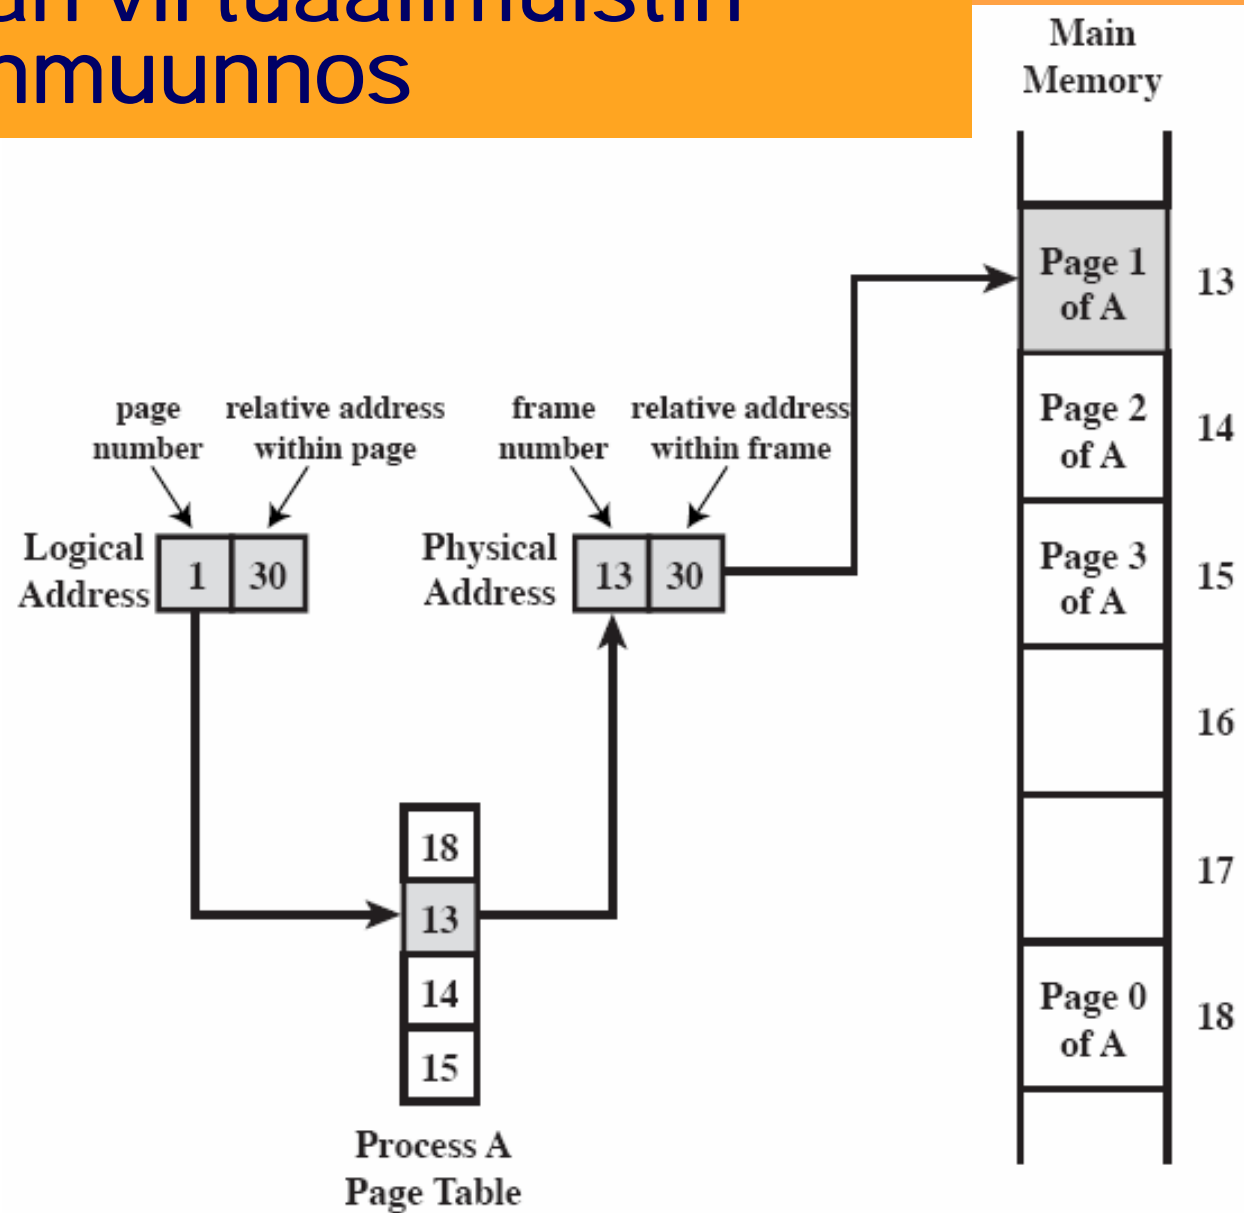 virtuaalimuistin
Main
Memory
Page 1
of A
13
Page 2
of A
14
page
number
relative address
within page
frame
number
relative address
within frame
Logical
Address
1
30
Physical
Address
13
30
Page 3
of A
15
16
17
18
13
14
15
Page 0
of A
18
Process A
Page Table